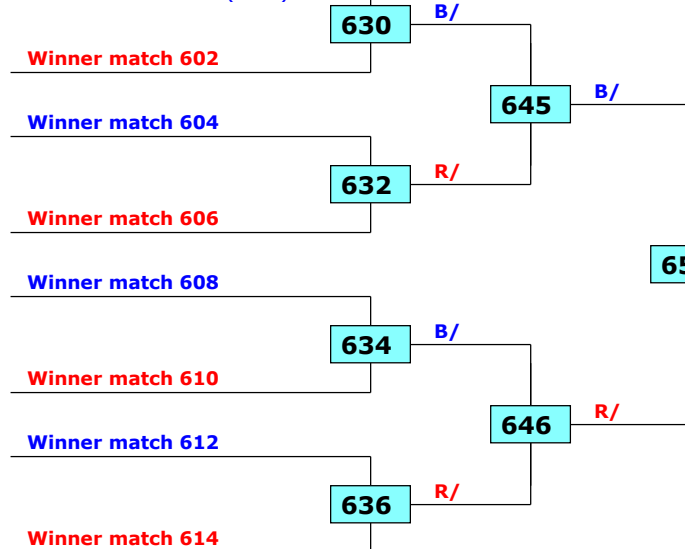 630
B/
Winner match 602
645
B/
Winner match 604
632
R/
Winner match 606
Winner match 608
634
B/
Winner match 610
646
R/
Winner match 612
636
R/
Winner match 614